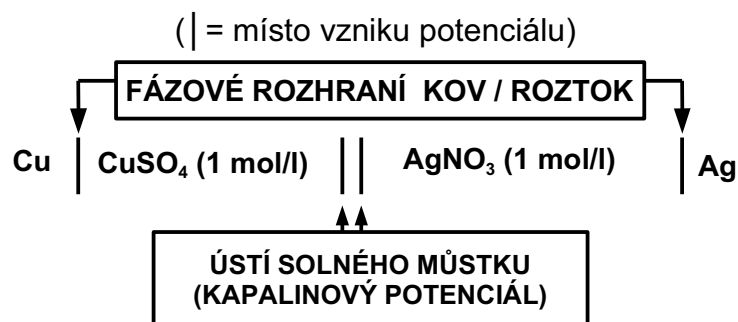 (| = místo vzniku potenciálu)
FÁZOVÉ ROZHRANÍ KOV / ROZTOK
Cu | CuSO₄ (1 mol/l) || AgNO₃ (1 mol/l) | Ag
ÚSTÍ SOLNÉHO MŮSTKU
(KAPALINOVÝ POTENCIÁL)